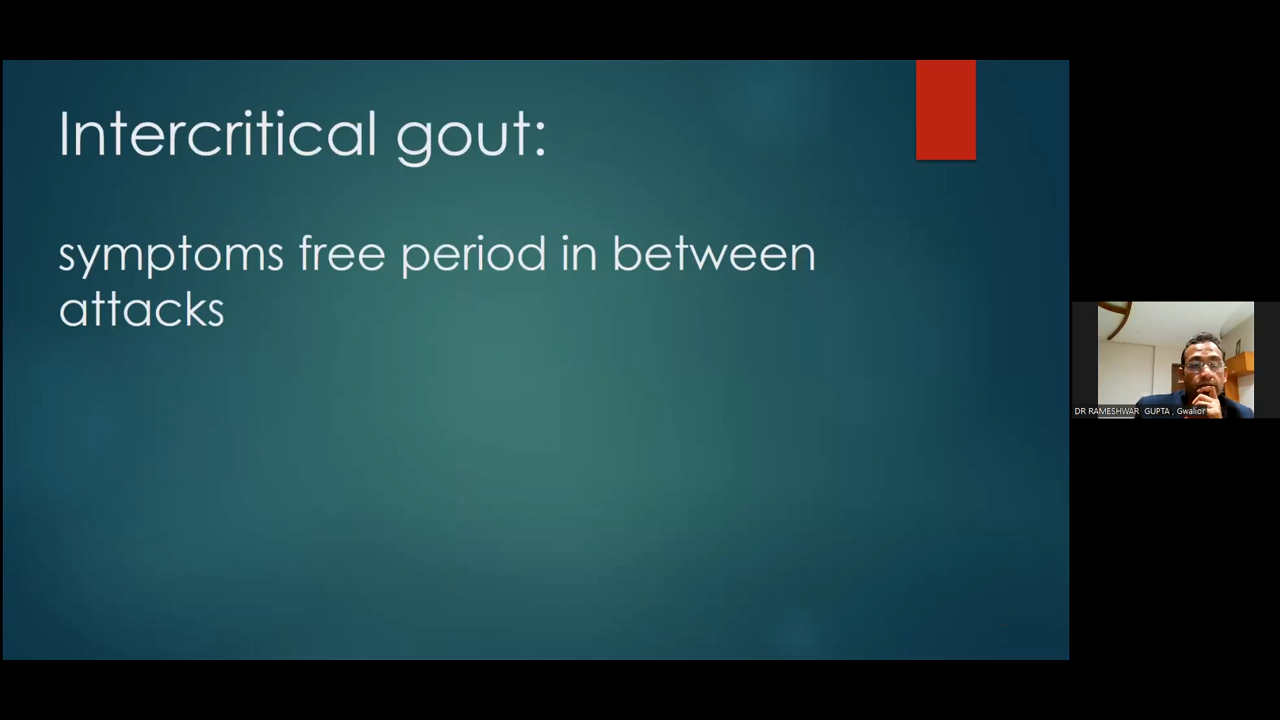 Intercritical gout:
symptoms free period in between
attacks
DR RAMESHWAR GUPTA , Gwalior